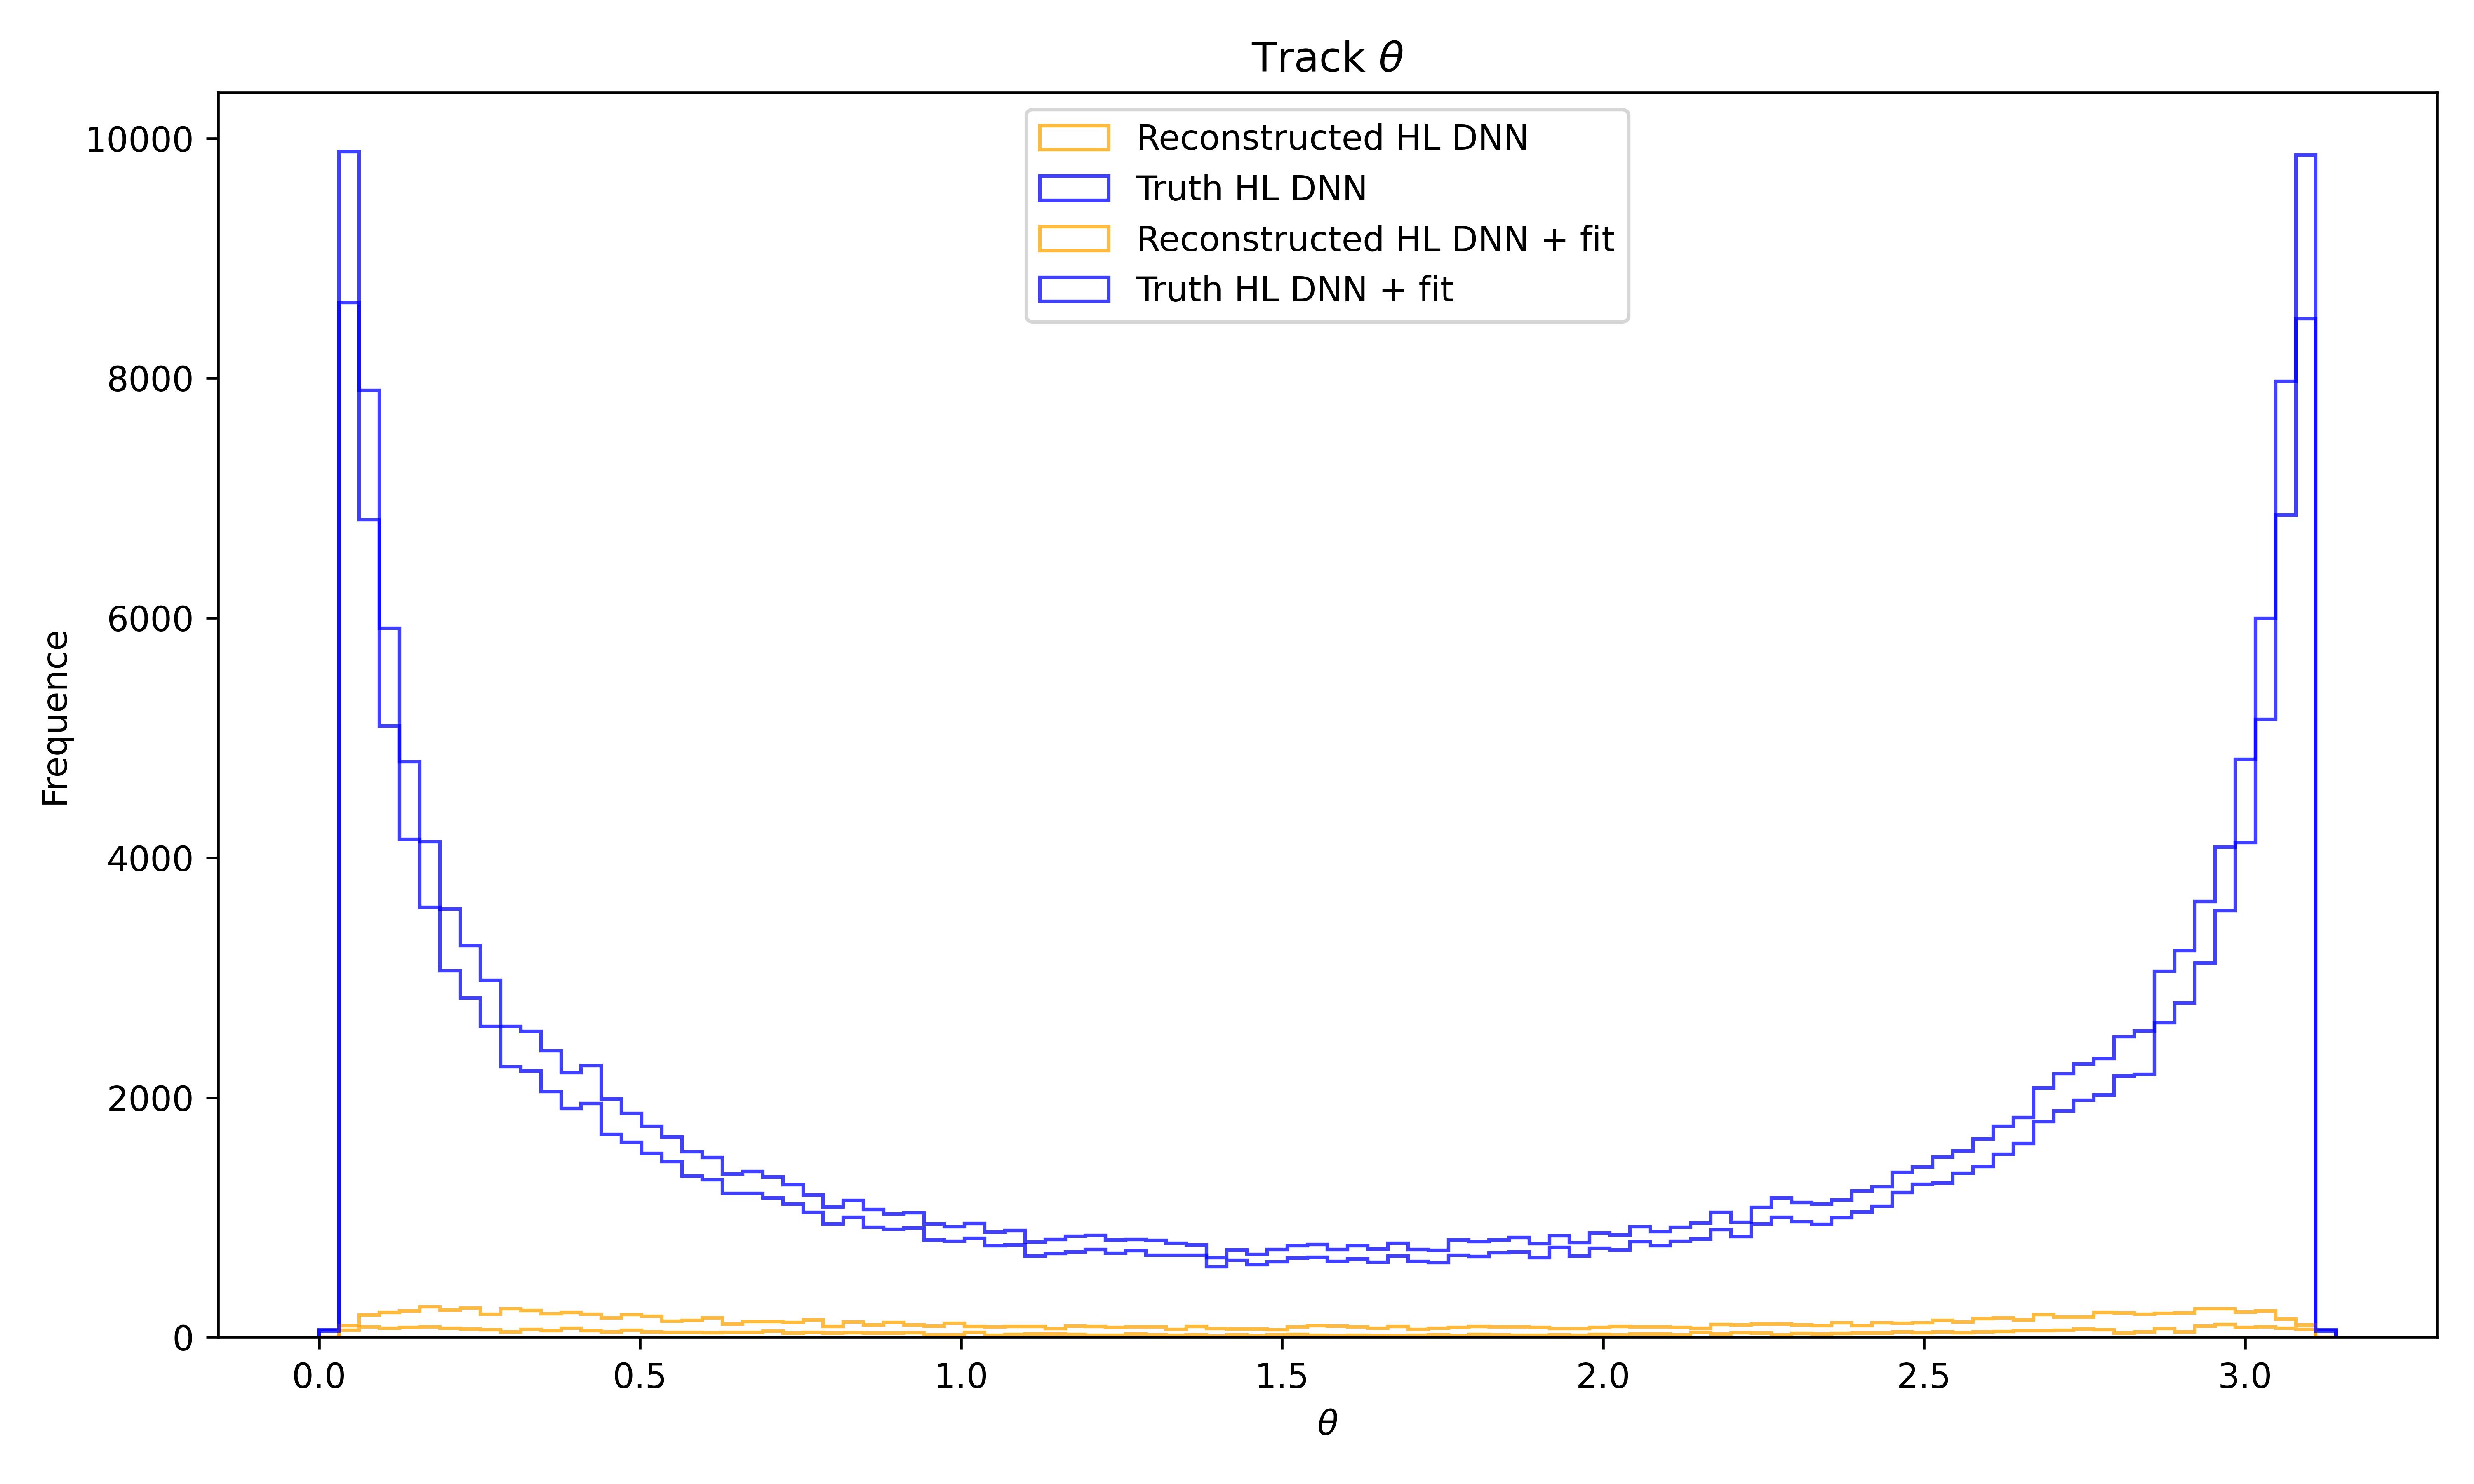 Track θ
Reconstructed HL DNN
Truth HL DNN
Reconstructed HL DNN + fit
Truth HL DNN + fit
Frequence
10000
8000
6000
4000
2000
0
0.0 0.5 1.0 1.5 2.0 2.5 3.0
θ